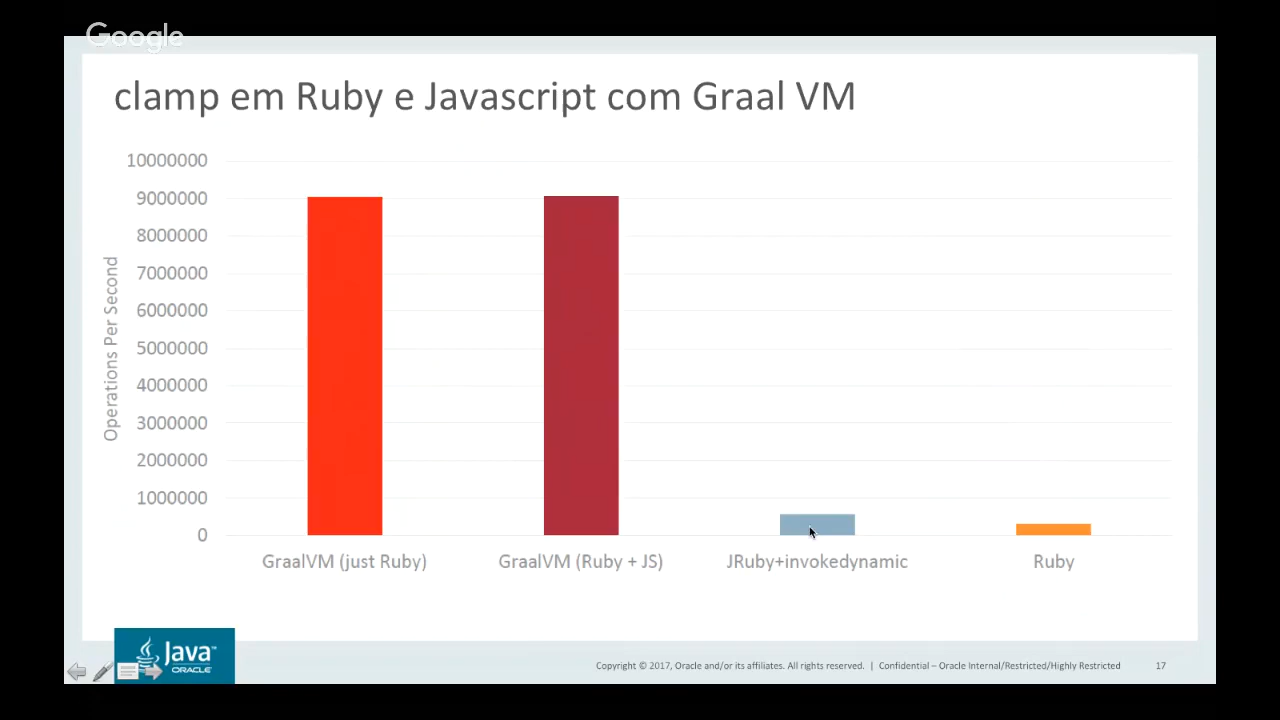 Google
clamp em Ruby e Javascript com Graal VM
10000000
9000000
8000000
7000000
6000000
5000000
4000000
3000000
2000000
1000000
0
Operations Per Second
GraalVM (just Ruby)
GraalVM (Ruby + JS)
JRuby+invokedynamic
Ruby
Java™
ORACLE
Copyright © 2017, Oracle and/or its affiliates. All rights reserved. | Confidential – Oracle Internal/Restricted/Highly Restricted 17